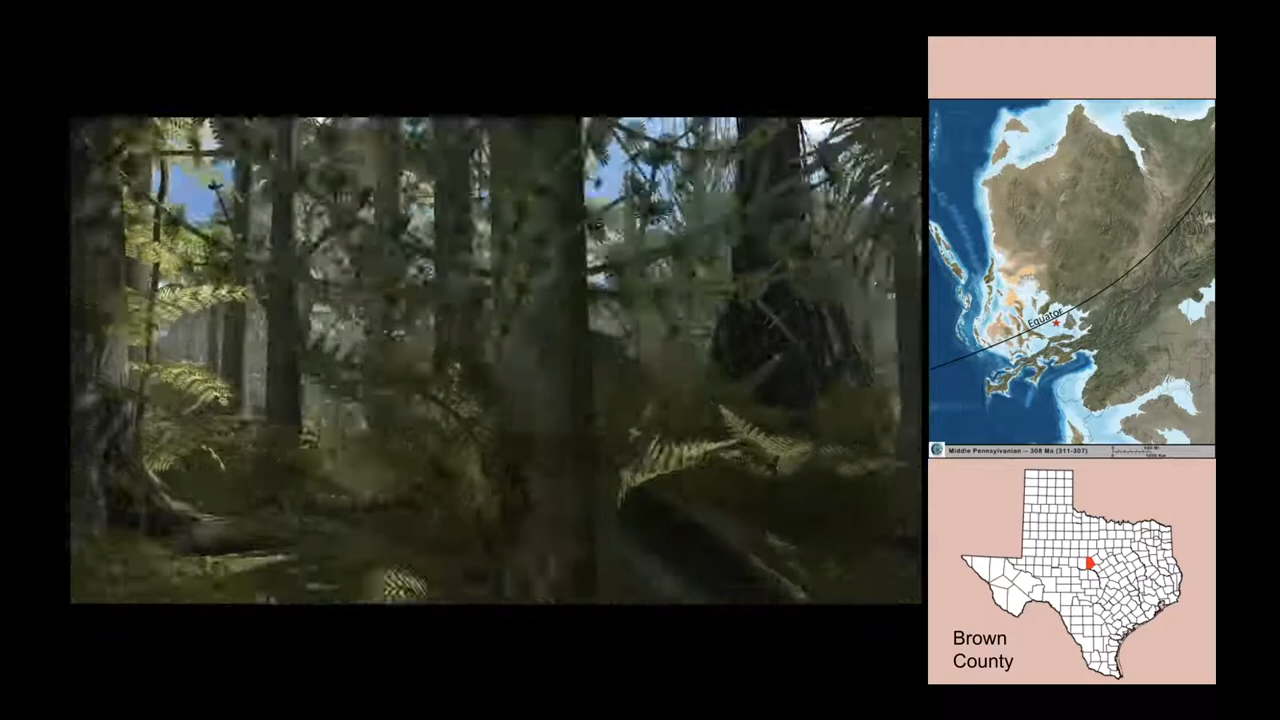 Equator
Middle Pennsylvanian -- 308 Ma (311-307)
Brown
County